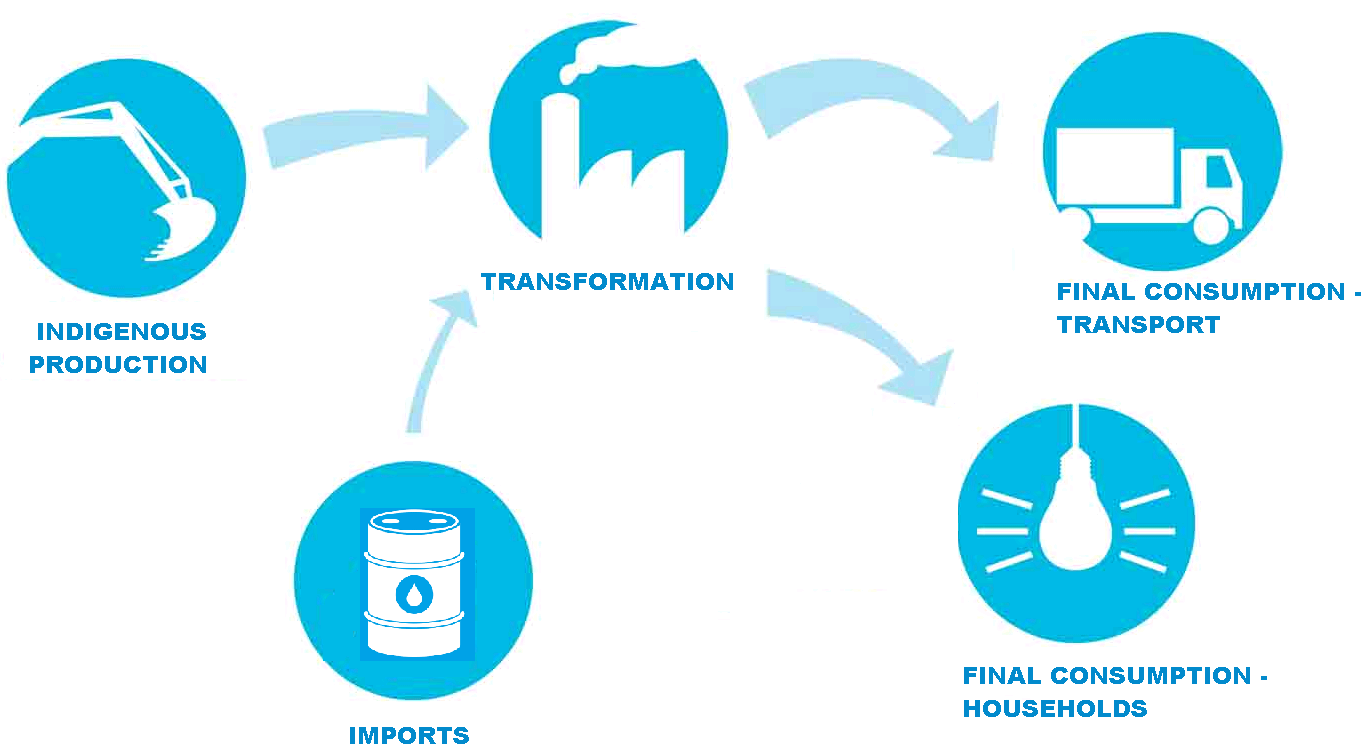 INDIGENOUS
PRODUCTION
TRANSFORMATION
FINAL CONSUMPTION -
TRANSPORT
IMPORTS
FINAL CONSUMPTION -
HOUSEHOLDS